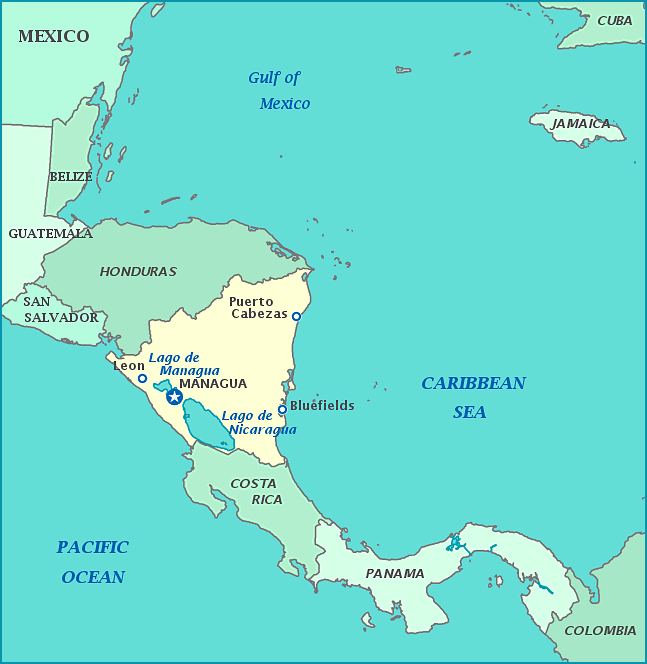 CUBA
MEXICO
Gulf of
Mexico
JAMAICA
BELIZE
GUATEMALA
HONDURAS
SAN
SALVADOR
Puerto
Cabezas
Leon
Lago de
Managua
MANAGUA
CARIBBEAN
SEA
Bluefields
Lago de
Nicaragua
COSTA
RICA
PACIFIC
OCEAN
PANAMA
COLOMBIA